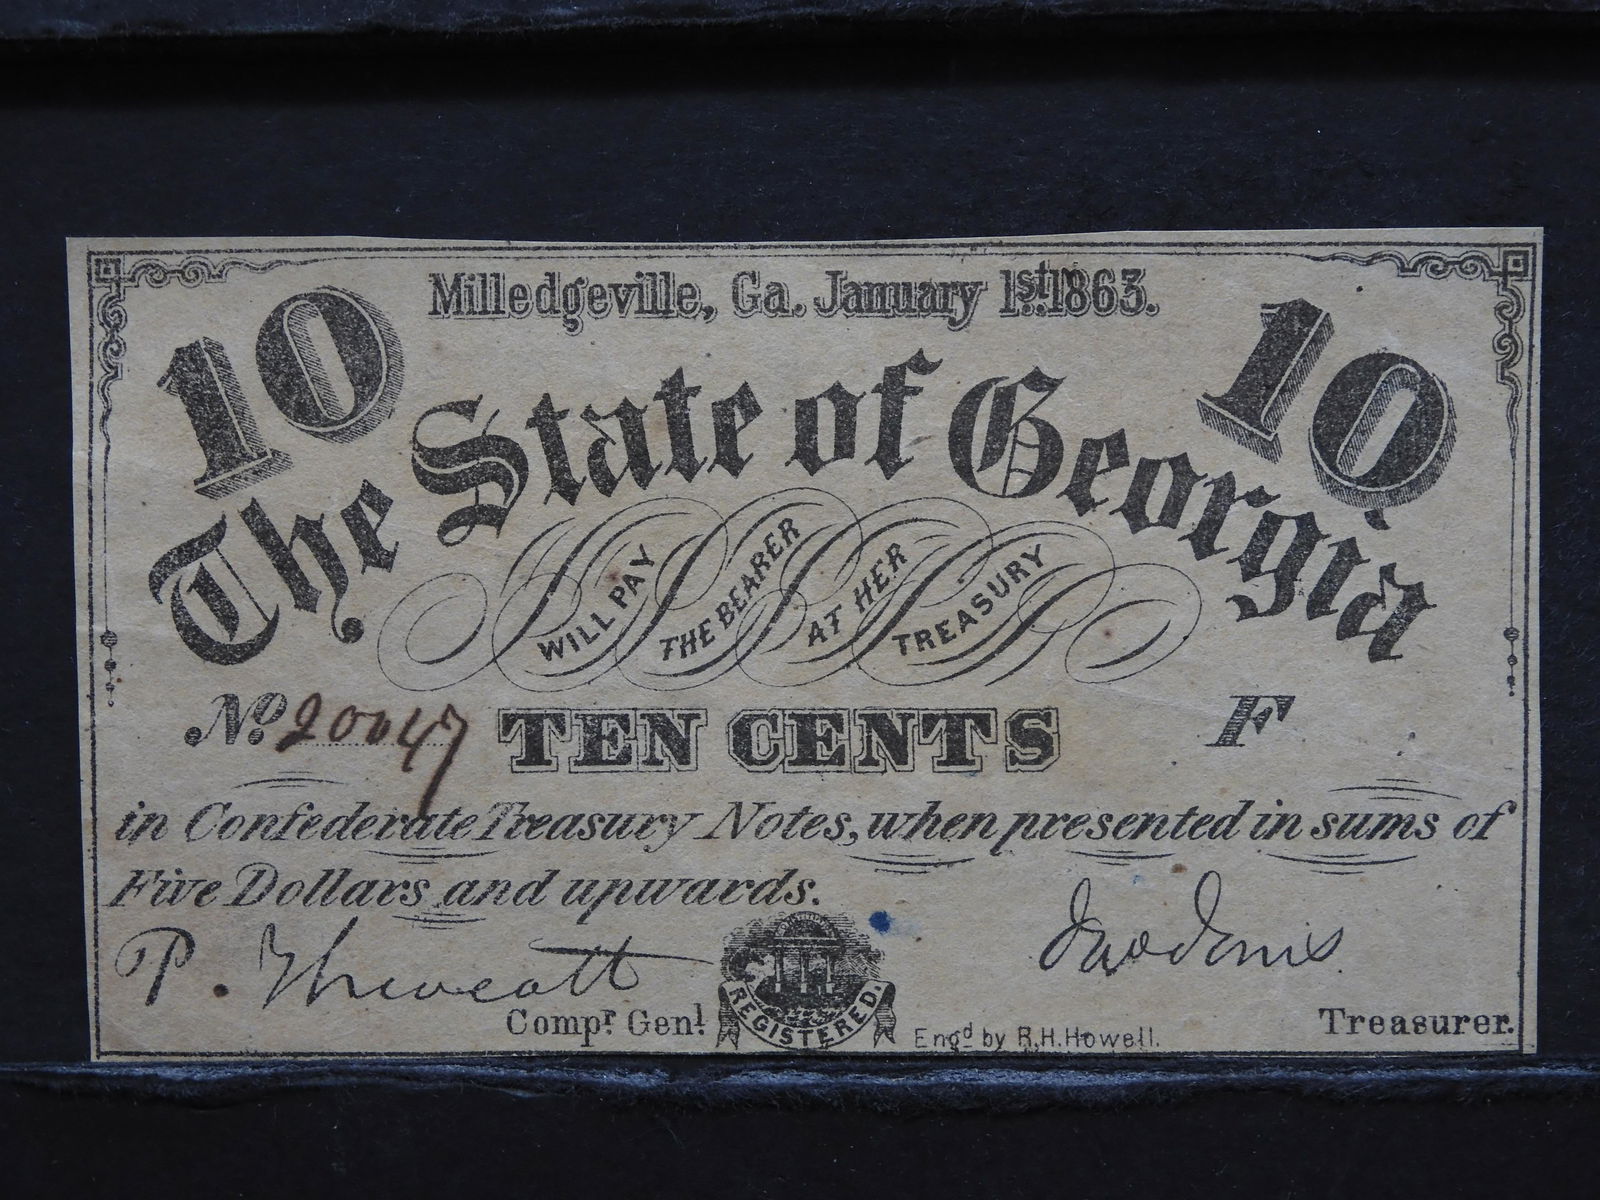 Milledgeville, Ga. January 1st. 1863.
10
10
The State of Georgia
WILL PAY
THE BEARER
AT HER
TREASURY
No. 20047 TEN CENTS F
in Confederate Treasury Notes, when presented in sums of
Five Dollars and upwards.
P. Thweatt
Compr. Genl.
REGISTERED.
Engd by R.H. Howell.
Treasurer.